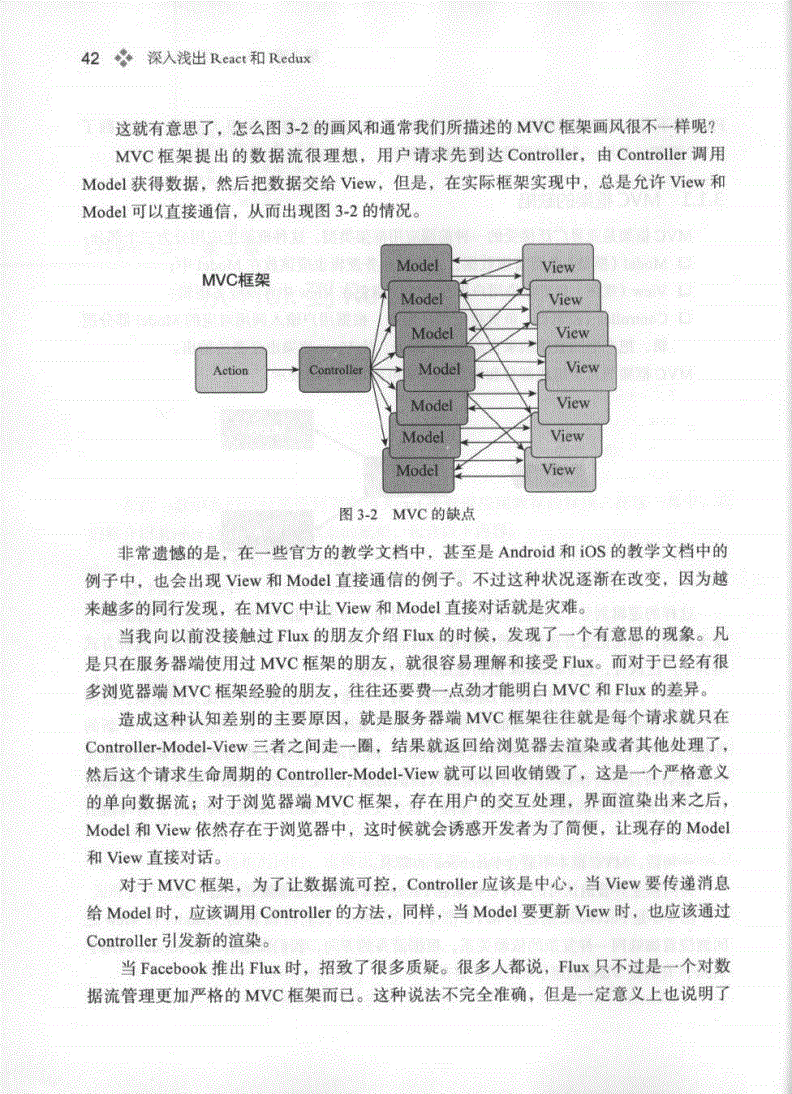 42 深入浅出 React 和 Redux
这就有意思了，怎么图 3-2 的画风和通常我们所描述的 MVC 框架画风很不一样呢？
MVC 框架提出的数据流很理想，用户请求先到达 Controller，由 Controller 调用
Model 获得数据，然后把数据交给 View，但是，在实际框架实现中，总是允许 View 和
Model 可以直接通信，从而出现图 3-2 的情况。
MVC框架
Action
Controller
Model
View
Model
View
Model
View
Model
View
Model
View
Model
View
Model
View
图 3-2 MVC 的缺点
非常遗憾的是，在一些官方的教学文档中，甚至是 Android 和 iOS 的教学文档中的
例子中，也会出现 View 和 Model 直接通信的例子。不过这种状况逐渐在改变，因为越
来越多的同行发现，在 MVC 中让 View 和 Model 直接对话就是灾难。
当我向以前没接触过 Flux 的朋友介绍 Flux 的时候，发现了一个有意思的现象。凡
是只在服务器端使用过 MVC 框架的朋友，就很容易理解和接受 Flux。而对于已经有很
多浏览器端 MVC 框架经验的朋友，往往还要费一点劲才能明白 MVC 和 Flux 的差异。
造成这种认知差别的主要原因，就是服务器端 MVC 框架往往就是每个请求就只在
Controller-Model-View 三者之间走一圈，结果就返回给浏览器去渲染或者其他处理了，
然后这个请求生命周期的 Controller-Model-View 就可以回收销毁了，这是一个严格意义
的单向数据流；对于浏览器端 MVC 框架，存在用户的交互处理，界面渲染出来之后，
Model 和 View 依然存在于浏览器中，这时候就会诱惑开发者为了简便，让现存的 Model
和 View 直接对话。
对于 MVC 框架，为了让数据流可控，Controller 应该是中心，当 View 要传递消息
给 Model 时，应该调用 Controller 的方法，同样，当 Model 要更新 View 时，也应该通过
Controller 引发新的渲染。
当 Facebook 推出 Flux 时，招致了很多质疑。很多人都说，Flux 只不过是一个对数
据流管理更加严格的 MVC 框架而已。这种说法不完全准确，但是一定意义上也说明了